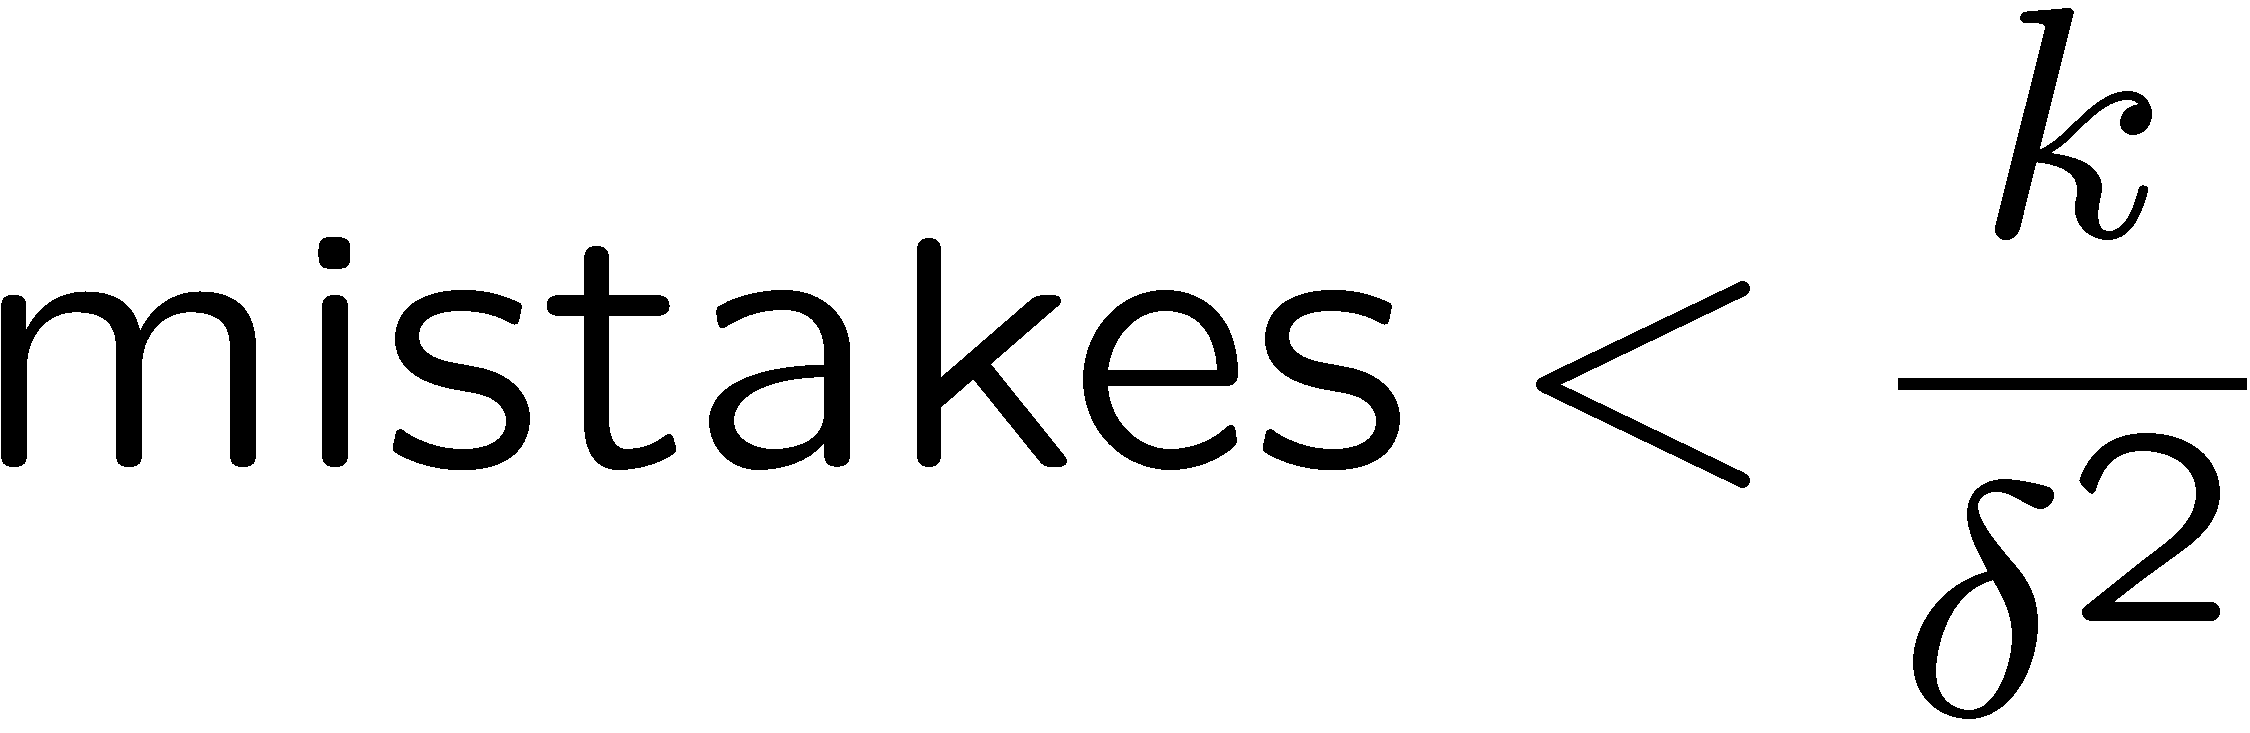 mistakes < k/δ²